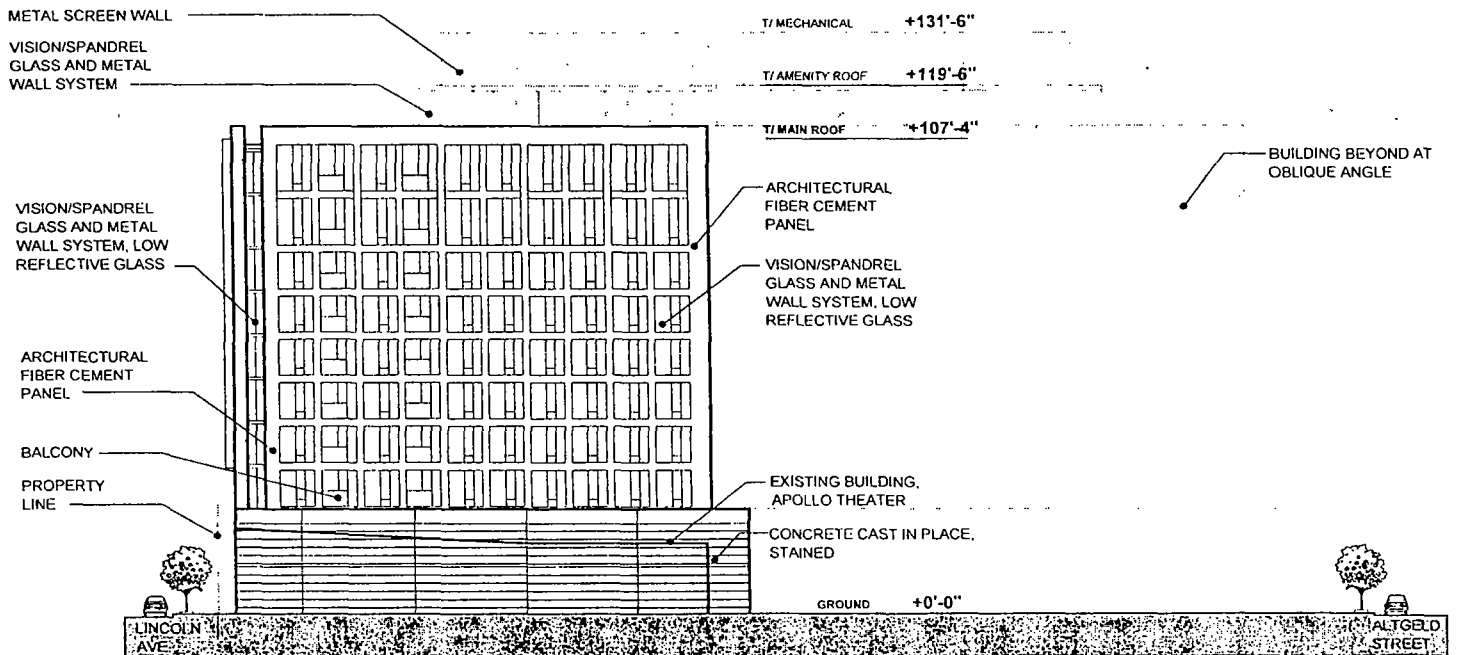 METAL SCREEN WALL
VISION/SPANDREL
GLASS AND METAL
WALL SYSTEM
T/ MECHANICAL +131'-6"
T/ AMENITY ROOF +119'-6"
T/ MAIN ROOF +107'-4"
BUILDING BEYOND AT
OBLIQUE ANGLE
VISION/SPANDREL
GLASS AND METAL
WALL SYSTEM, LOW
REFLECTIVE GLASS
ARCHITECTURAL
FIBER CEMENT
PANEL
VISION/SPANDREL
GLASS AND METAL
WALL SYSTEM, LOW
REFLECTIVE GLASS
ARCHITECTURAL
FIBER CEMENT
PANEL
BALCONY
PROPERTY
LINE
EXISTING BUILDING,
APOLLO THEATER
CONCRETE CAST IN PLACE,
STAINED
GROUND +0'-0"
LINCOLN
AVE.
ALTGELD
STREET